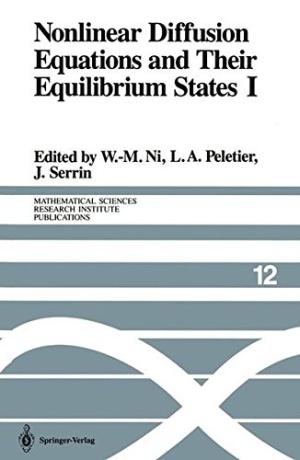 Nonlinear Diffusion
Equations and Their
Equilibrium States I
Edited by W.-M. Ni, L.A. Peletier,
J. Serrin
MATHEMATICAL SCIENCES
RESEARCH INSTITUTE
PUBLICATIONS
12
Springer-Verlag